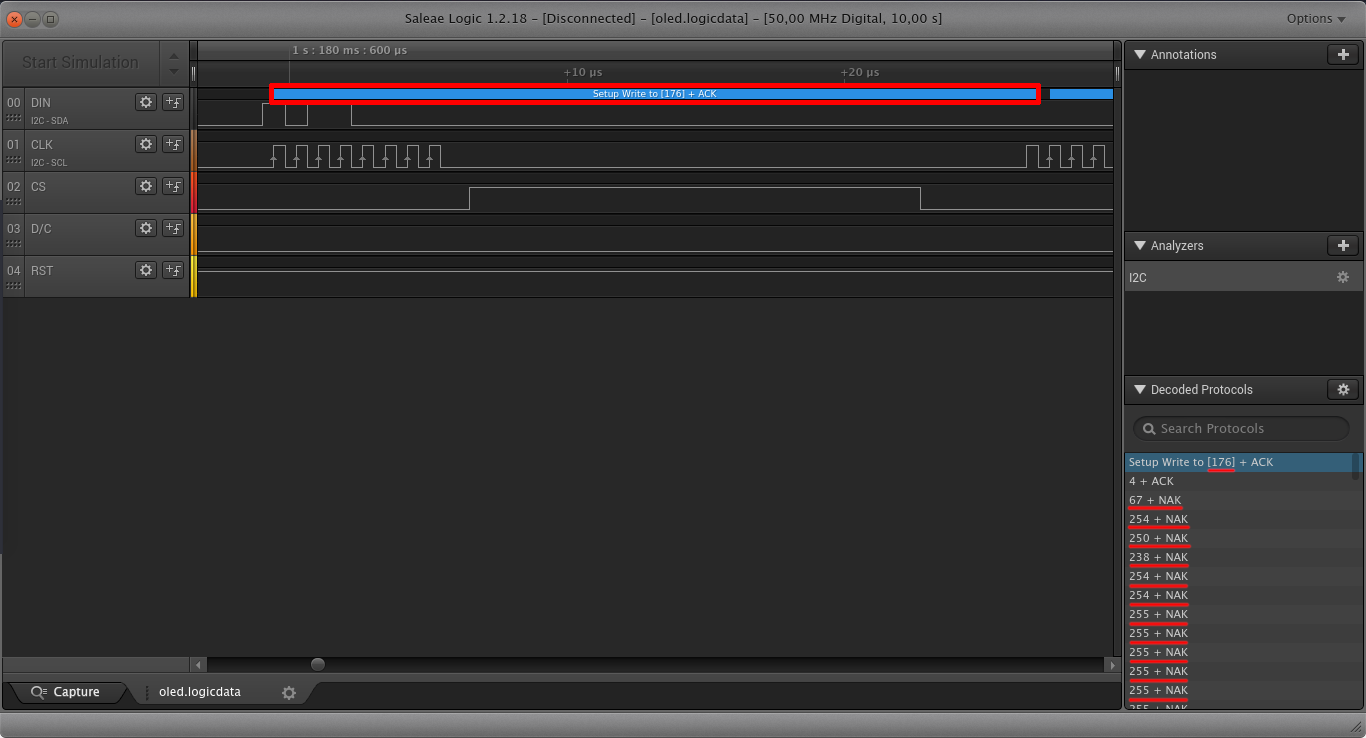 Saleae Logic 1.2.18 – [Disconnected] – [oled.logicdata] – [50,00 MHz Digital, 10,00 s]
Options
Start Simulation
1 s : 180 ms : 600 µs
+10 µs
+20 µs
Setup Write to [176] + ACK
00
DIN
I2C - SDA
01
CLK
I2C - SCL
02
CS
03
D/C
04
RST
Annotations
Analyzers
I2C
Decoded Protocols
Search Protocols
Setup Write to [176] + ACK
4 + ACK
67 + NAK
254 + NAK
250 + NAK
238 + NAK
254 + NAK
254 + NAK
255 + NAK
255 + NAK
255 + NAK
255 + NAK
255 + NAK
255 + NAK
Capture
oled.logicdata